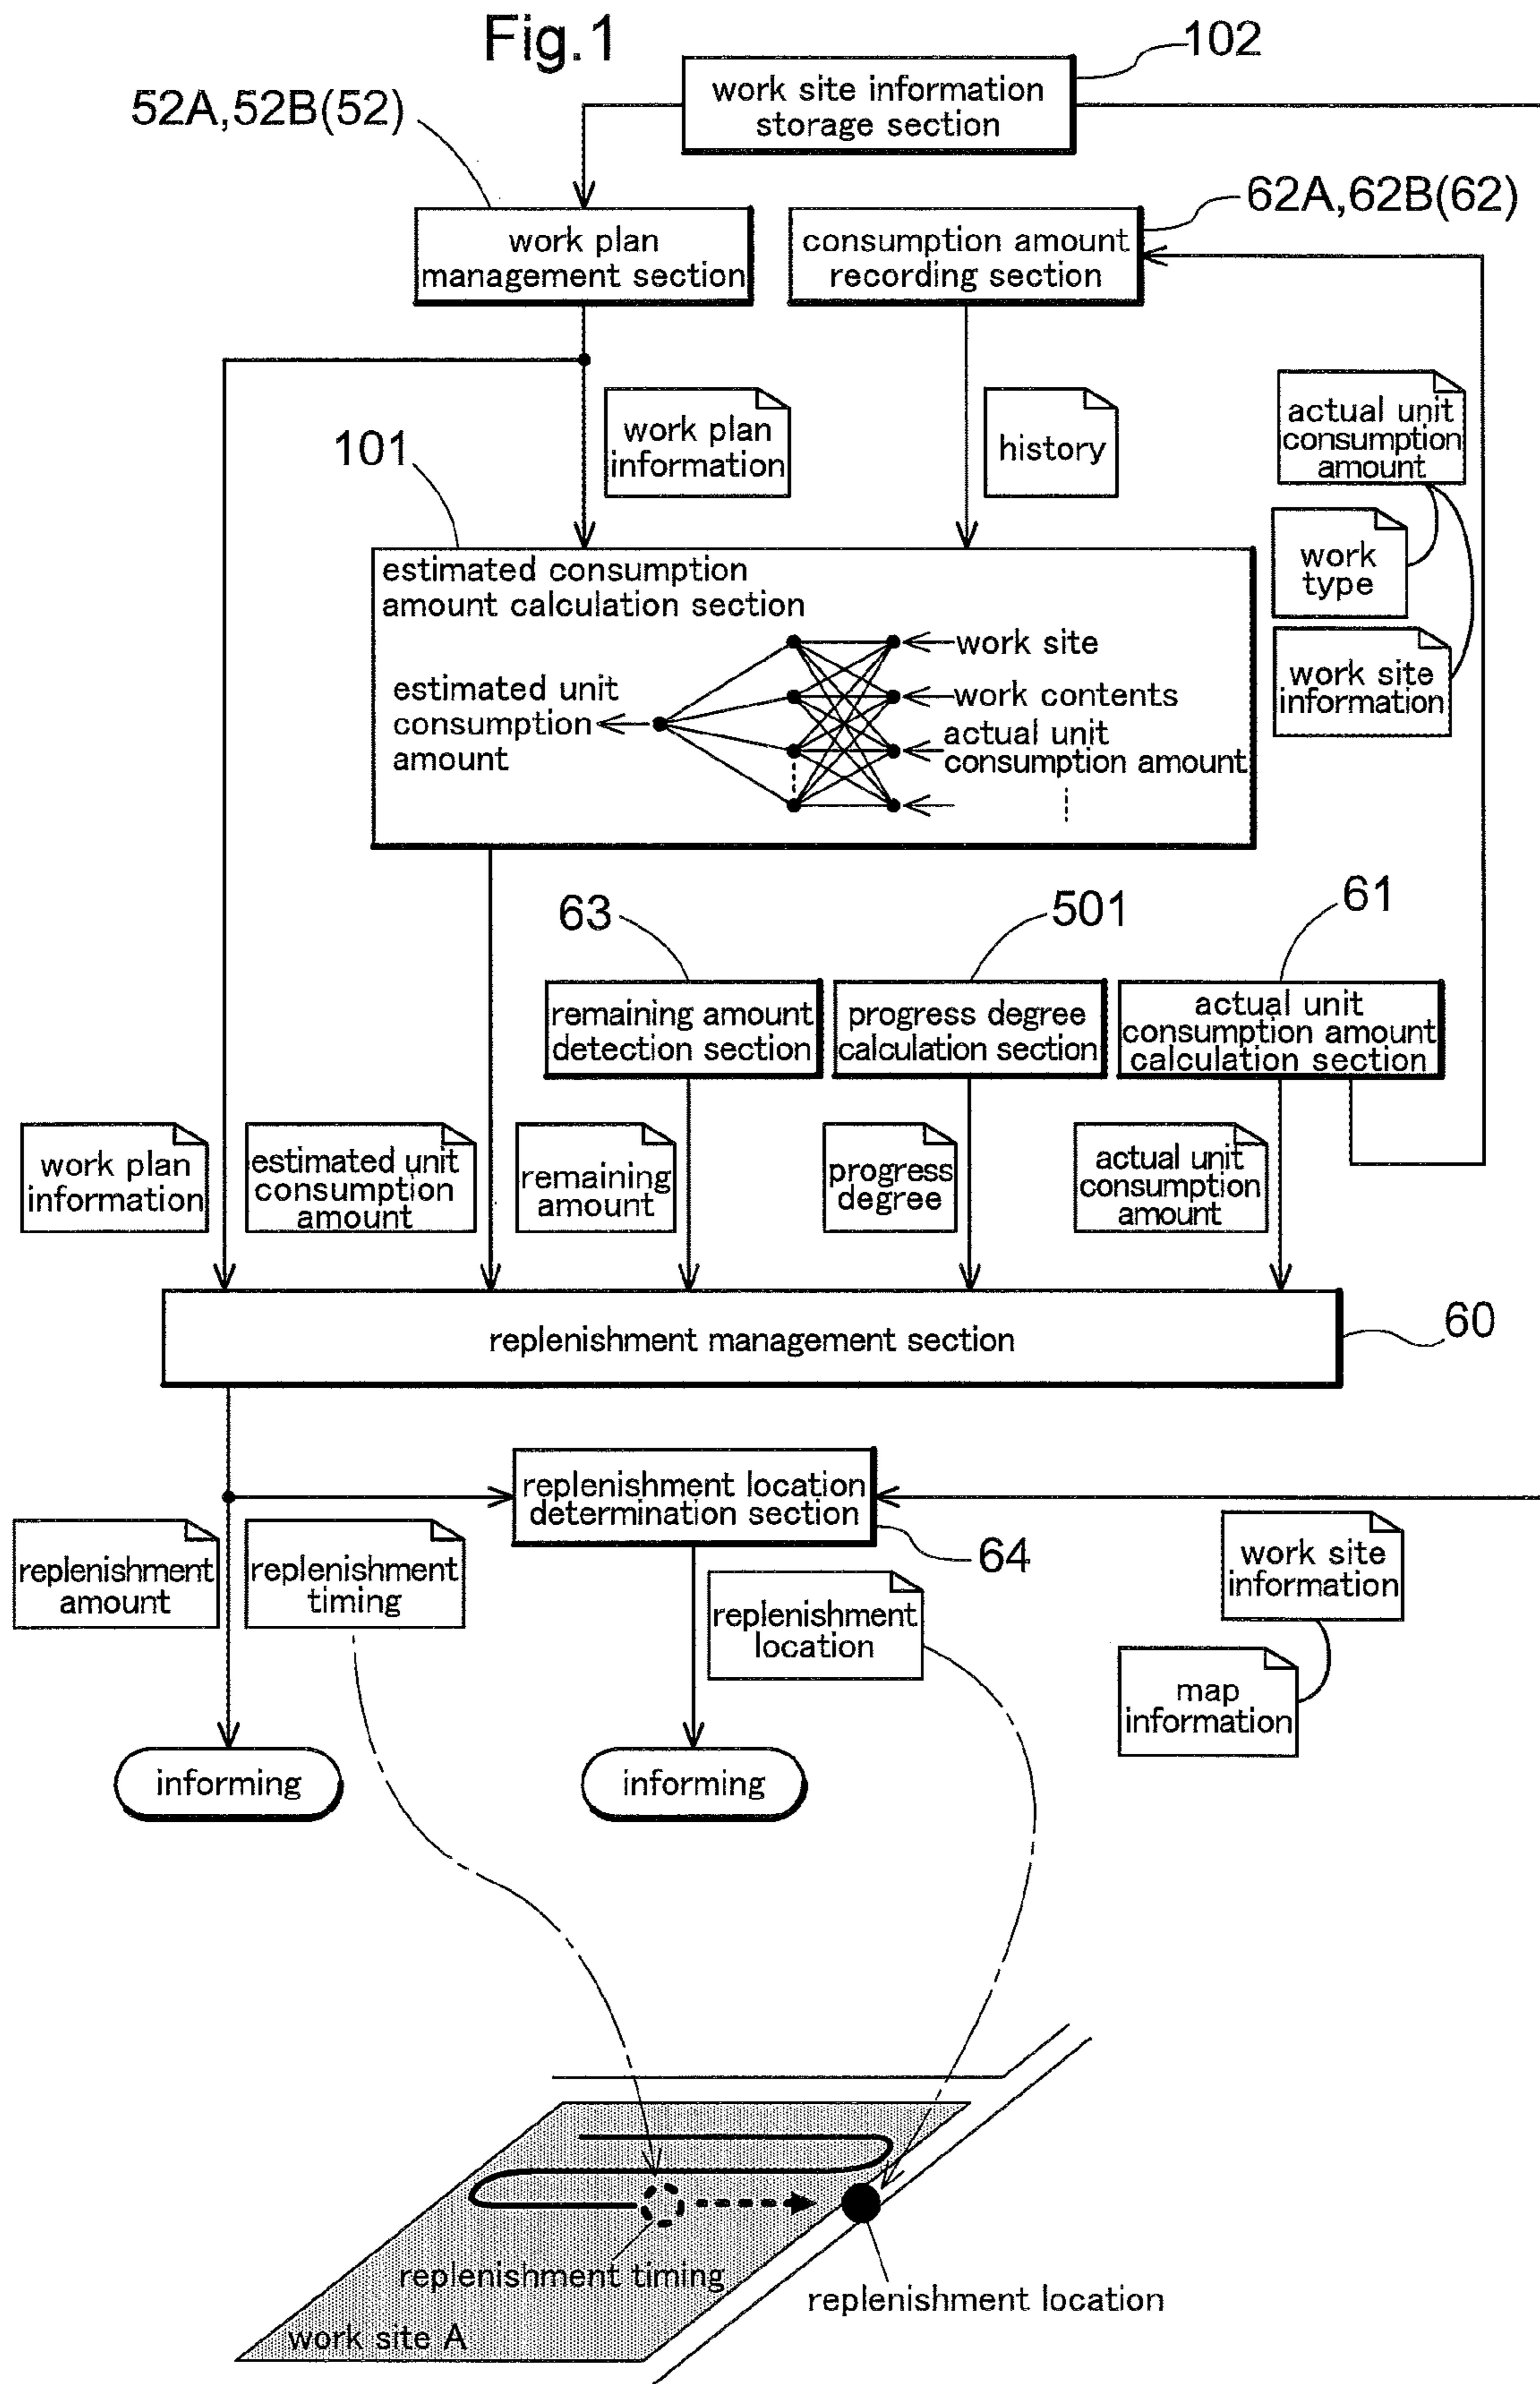 Fig.1
102
work site information
storage section
52A,52B(52)
62A,62B(62)
work plan
management section
consumption amount
recording section
work plan
information
history
actual unit
consumption
amount
work
type
work site
information
101
estimated consumption
amount calculation section
work site
work contents
actual unit
consumption amount
estimated unit
consumption
amount
63
501
61
remaining amount
detection section
progress degree
calculation section
actual unit
consumption amount
calculation section
work plan
information
estimated unit
consumption
amount
remaining
amount
progress
degree
actual unit
consumption
amount
replenishment management section
60
replenishment location
determination section
64
replenishment
amount
replenishment
timing
replenishment
location
work site
information
map
information
informing
informing
replenishment timing
replenishment location
work site A